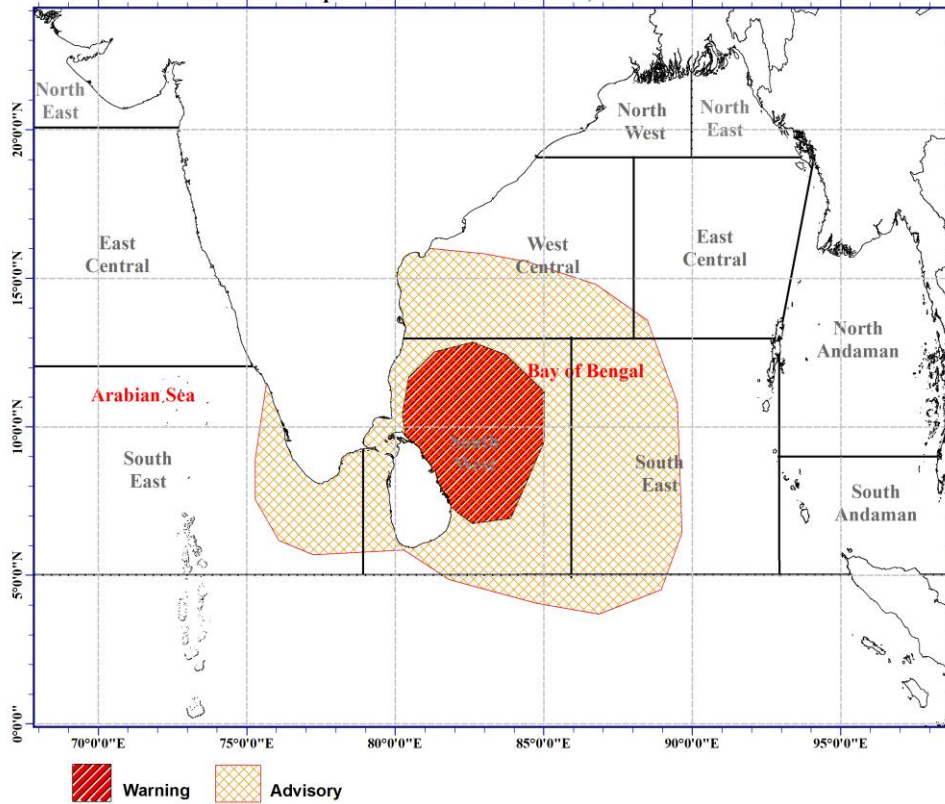 North
East
20°0'0"N
North
West
North
East
East
Central
West
Central
East
Central
15°0'0"N
North
Andaman
Arabian Sea
Bay of Bengal
10°0'0"N
South
East
South
West
South
East
South
Andaman
5°0'0"N
0°0'0"
70°0'0"E
75°0'0"E
80°0'0"E
85°0'0"E
90°0'0"E
95°0'0"E
Warning
Advisory